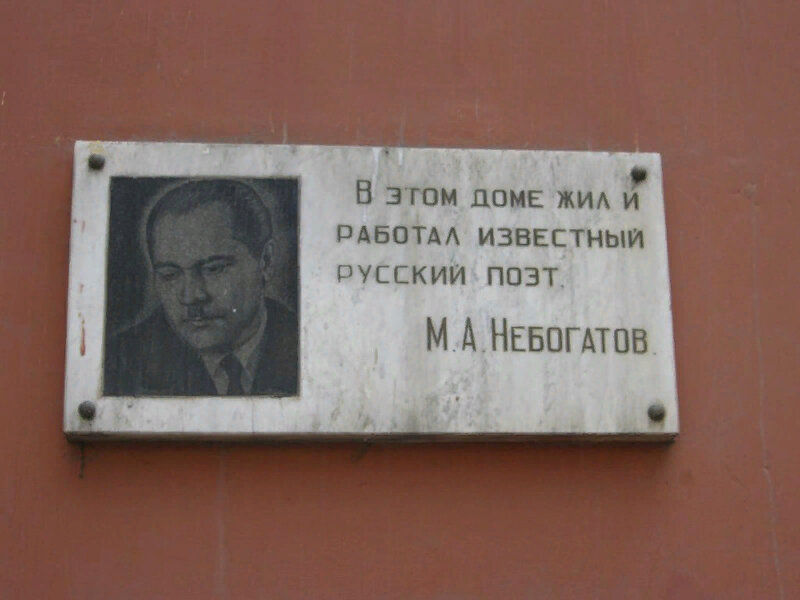 В ЭТОМ ДОМЕ ЖИЛ И
РАБОТАЛ ИЗВЕСТНЫЙ
РУССКИЙ ПОЭТ.
М.А.НЕБОГАТОВ.